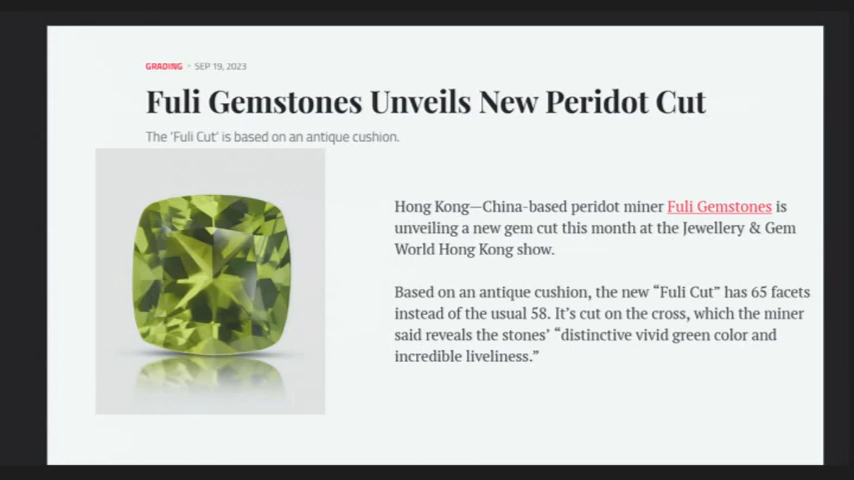 GRADING • SEP 19, 2023
Fuli Gemstones Unveils New Peridot Cut
The ‘Fuli Cut’ is based on an antique cushion.
Hong Kong—China-based peridot miner Fuli Gemstones is
unveiling a new gem cut this month at the Jewellery & Gem
World Hong Kong show.
Based on an antique cushion, the new “Fuli Cut” has 65 facets
instead of the usual 58. It’s cut on the cross, which the miner
said reveals the stones’ “distinctive vivid green color and
incredible liveliness.”